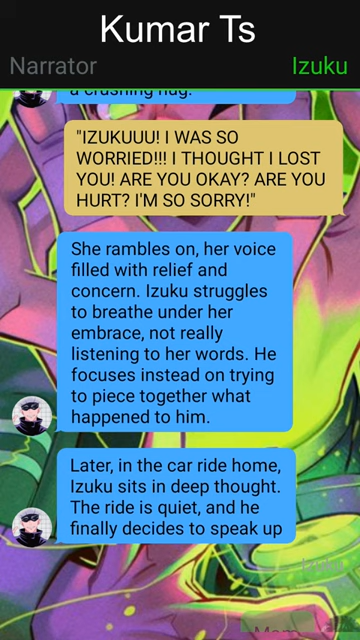 Kumar Ts
Narrator
Izuku
a crushing hug.
"IZUKUUU! I WAS SO
WORRIED!!! I THOUGHT I LOST
YOU! ARE YOU OKAY? ARE YOU
HURT? I'M SO SORRY!"
She rambles on, her voice
filled with relief and
concern. Izuku struggles
to breathe under her
embrace, not really
listening to her words. He
focuses instead on trying
to piece together what
happened to him.
Later, in the car ride home,
Izuku sits in deep thought.
The ride is quiet, and he
finally decides to speak up
Izuku
Mom